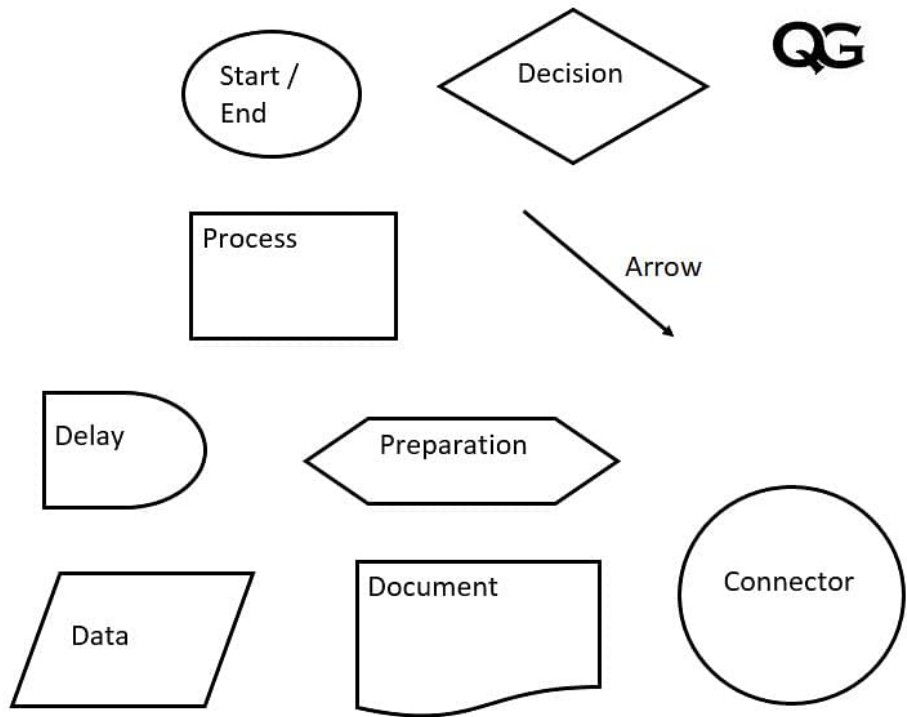 Start /
End
Decision
QG
Process
Arrow
Delay
Preparation
Document
Connector
Data